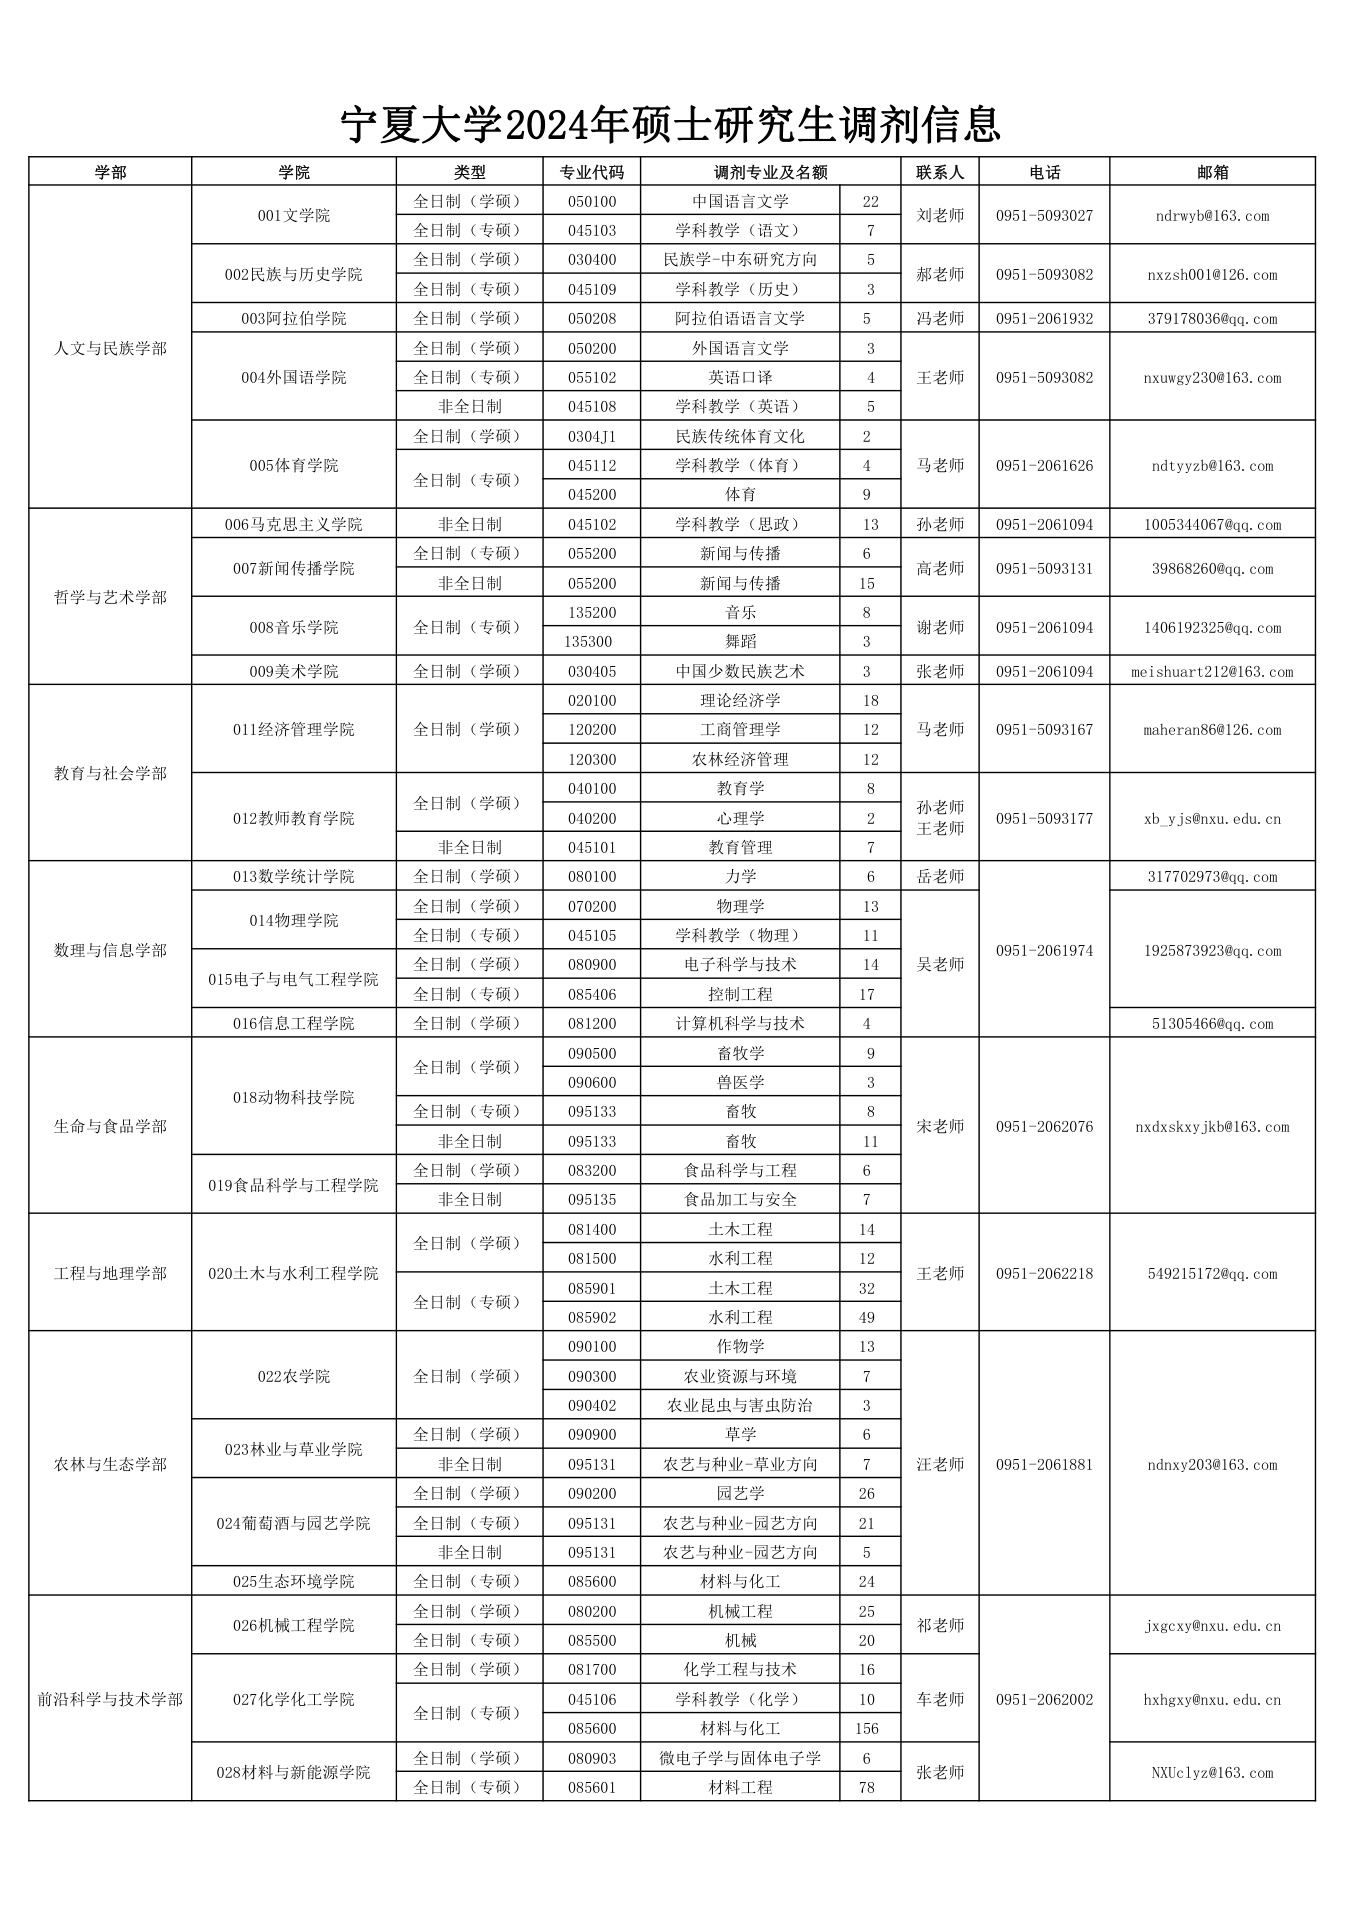 宁夏大学2024年硕士研究生调剂信息
学部 学院 类型 专业代码 调剂专业及名额 联系人 电话 邮箱
人文与民族学部 001文学院 全日制（学硕） 050100 中国语言文学 22 刘老师 0951-5093027 ndrwyb@163.com
全日制（专硕） 045103 学科教学（语文） 7
002民族与历史学院 全日制（学硕） 030400 民族学-中东研究方向 5 郝老师 0951-5093082 nxzsh001@126.com
全日制（专硕） 045109 学科教学（历史） 3
003阿拉伯学院 全日制（学硕） 050208 阿拉伯语语言文学 5 冯老师 0951-2061932 379178036@qq.com
004外国语学院 全日制（学硕） 050200 外国语言文学 3 王老师 0951-5093082 nxuwgy230@163.com
全日制（专硕） 055102 英语口译 4
非全日制 045108 学科教学（英语） 5
005体育学院 全日制（学硕） 0304J1 民族传统体育文化 2 马老师 0951-2061626 ndtyyzb@163.com
全日制（专硕） 045112 学科教学（体育） 4
045200 体育 9
哲学与艺术学部 006马克思主义学院 非全日制 045102 学科教学（思政） 13 孙老师 0951-2061094 1005344067@qq.com
007新闻传播学院 全日制（专硕） 055200 新闻与传播 6 高老师 0951-5093131 39868260@qq.com
非全日制 055200 新闻与传播 15
008音乐学院 全日制（专硕） 135200 音乐 8 谢老师 0951-2061094 1406192325@qq.com
135300 舞蹈 3
009美术学院 全日制（学硕） 030405 中国少数民族艺术 3 张老师 0951-2061094 meishuart212@163.com
教育与社会学部 011经济管理学院 全日制（学硕） 020100 理论经济学 18 马老师 0951-5093167 maheran86@126.com
120200 工商管理学 12
120300 农林经济管理 12
012教师教育学院 全日制（学硕） 040100 教育学 8 孙老师 王老师 0951-5093177 xb_yjs@nxu.edu.cn
040200 心理学 2
非全日制 045101 教育管理 7
数理与信息学部 013数学统计学院 全日制（学硕） 080100 力学 6 岳老师 0951-2061974 317702973@qq.com
014物理学院 全日制（学硕） 070200 物理学 13 吴老师 1925873923@qq.com
全日制（专硕） 045105 学科教学（物理） 11
015电子与电气工程学院 全日制（学硕） 080900 电子科学与技术 14
全日制（专硕） 085406 控制工程 17
016信息工程学院 全日制（学硕） 081200 计算机科学与技术 4 51305466@qq.com
生命与食品学部 018动物科技学院 全日制（学硕） 090500 畜牧学 9 宋老师 0951-2062076 nxdxskxyjkb@163.com
090600 兽医学 3
全日制（专硕） 095133 畜牧 8
非全日制 095133 畜牧 11
019食品科学与工程学院 全日制（学硕） 083200 食品科学与工程 6
非全日制 095135 食品加工与安全 7
工程与地理学部 020土木与水利工程学院 全日制（学硕） 081400 土木工程 14 王老师 0951-2062218 549215172@qq.com
081500 水利工程 12
全日制（专硕） 085901 土木工程 32
085902 水利工程 49
农林与生态学部 022农学院 全日制（学硕） 090100 作物学 13 汪老师 0951-2061881 ndnxy203@163.com
090300 农业资源与环境 7
090402 农业昆虫与害虫防治 3
023林业与草业学院 全日制（学硕） 090900 草学 6
非全日制 095131 农艺与种业-草业方向 7
024葡萄酒与园艺学院 全日制（学硕） 090200 园艺学 26
全日制（专硕） 095131 农艺与种业-园艺方向 21
非全日制 095131 农艺与种业-园艺方向 5
025生态环境学院 全日制（专硕） 085600 材料与化工 24
前沿科学与技术学部 026机械工程学院 全日制（学硕） 080200 机械工程 25 祁老师 0951-2062002 jxgcxy@nxu.edu.cn
全日制（专硕） 085500 机械 20
027化学化工学院 全日制（学硕） 081700 化学工程与技术 16 车老师 hxhgxy@nxu.edu.cn
全日制（专硕） 045106 学科教学（化学） 10
085600 材料与化工 156
028材料与新能源学院 全日制（学硕） 080903 微电子学与固体电子学 6 张老师 NXUclyz@163.com
全日制（专硕） 085601 材料工程 78